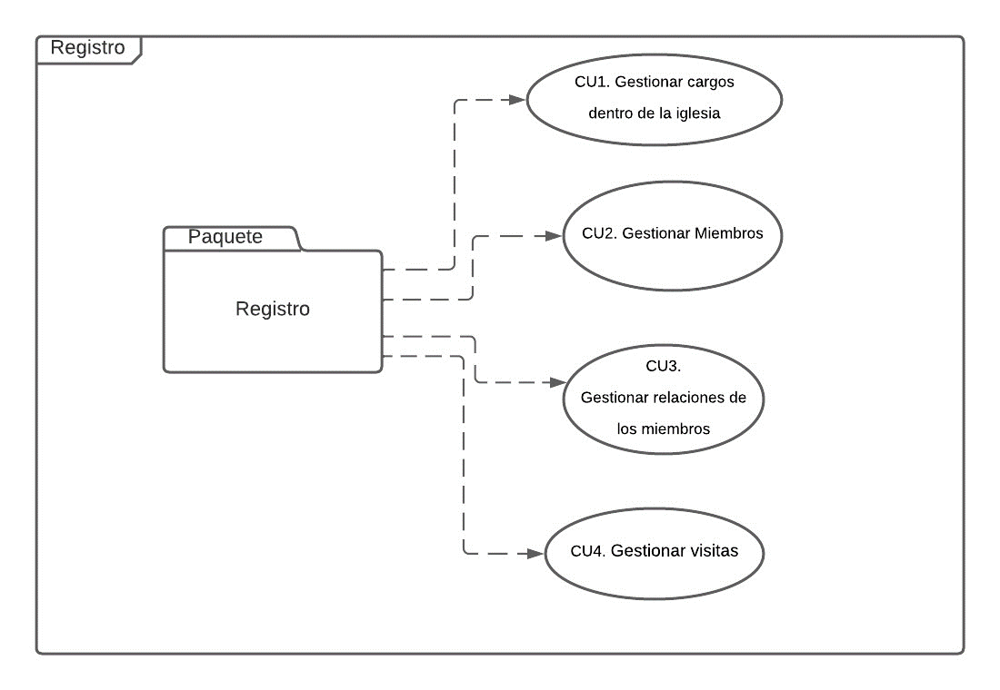 Registro
CU1. Gestionar cargos
dentro de la iglesia
CU2. Gestionar Miembros
Paquete
Registro
CU3.
Gestionar relaciones de
los miembros
CU4. Gestionar visitas